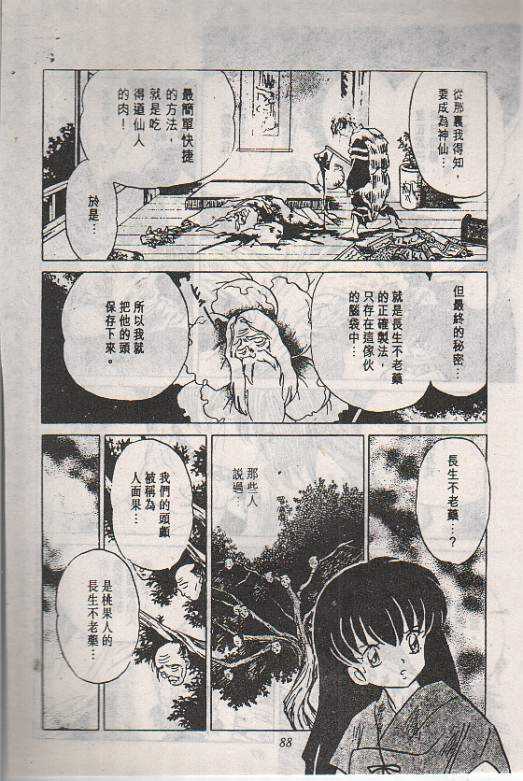 從那裏我得知，
要成為神仙…
最簡單快捷
的方法，
就是吃
得道仙人
的肉！
於是…
但最終的秘密…
就是長生不老藥
的正確製法，
只存在這傢伙
的腦袋中…
所以我就
把他的頭
保存下來。
長生不老藥…？
那些人
説過…
我們的頭顱
被稱為
人面果…
是桃果人的
長生不老藥…
88